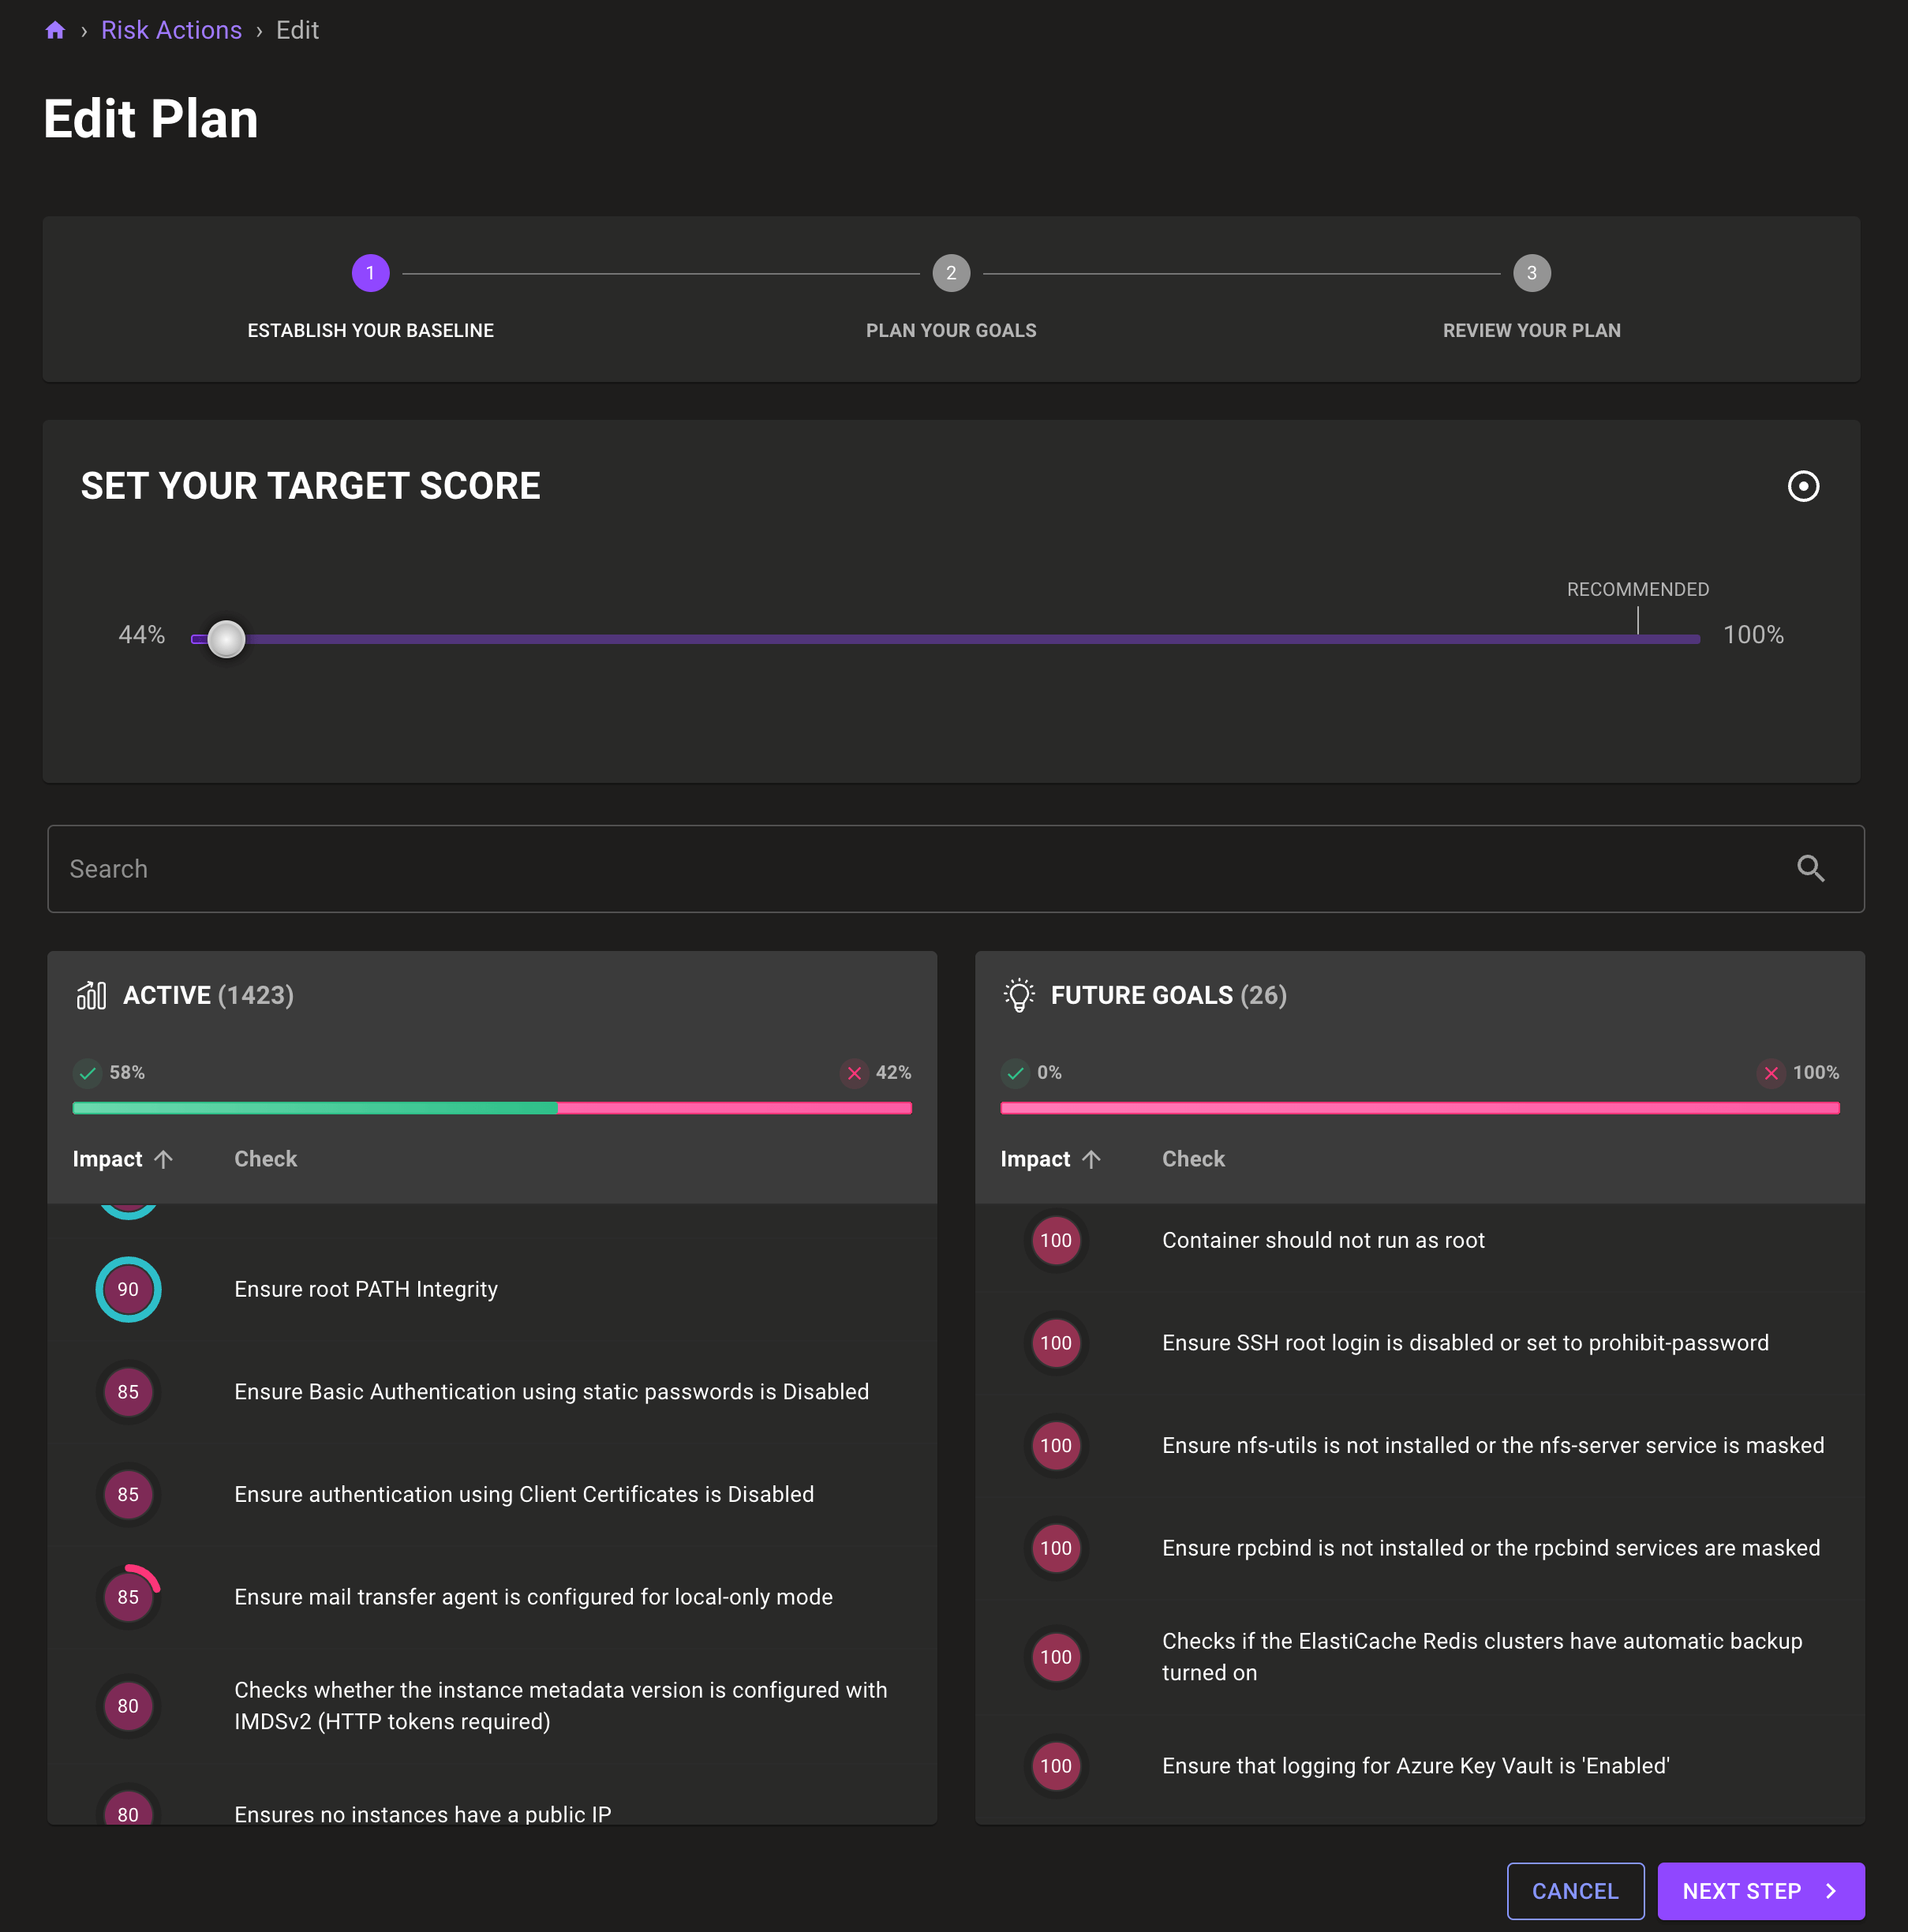 › Risk Actions › Edit
Edit Plan
1
2
3
ESTABLISH YOUR BASELINE
PLAN YOUR GOALS
REVIEW YOUR PLAN
SET YOUR TARGET SCORE
RECOMMENDED
44%
100%
Search
ACTIVE (1423)
58%
42%
Impact Check
90 Ensure root PATH Integrity
85 Ensure Basic Authentication using static passwords is Disabled
85 Ensure authentication using Client Certificates is Disabled
85 Ensure mail transfer agent is configured for local-only mode
80 Checks whether the instance metadata version is configured with
IMDSv2 (HTTP tokens required)
80 Ensures no instances have a public IP
FUTURE GOALS (26)
0%
100%
Impact Check
100 Container should not run as root
100 Ensure SSH root login is disabled or set to prohibit-password
100 Ensure nfs-utils is not installed or the nfs-server service is masked
100 Ensure rpcbind is not installed or the rpcbind services are masked
100 Checks if the ElastiCache Redis clusters have automatic backup
turned on
100 Ensure that logging for Azure Key Vault is 'Enabled'
CANCEL
NEXT STEP